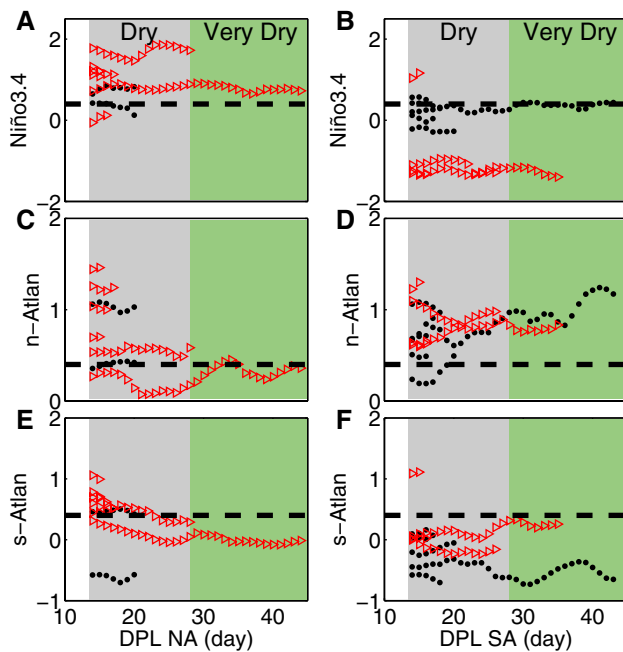 A
Dry
Very Dry
2
0
−2
Niño3.4
B
Dry
Very Dry
2
0
−2
Niño3.4
C
2
1
0
n−Atlan
D
2
1
0
n−Atlan
E
2
1
0
−1
s−Atlan
10 20 30 40
DPL NA (day)
F
2
1
0
−1
s−Atlan
10 20 30 40
DPL SA (day)